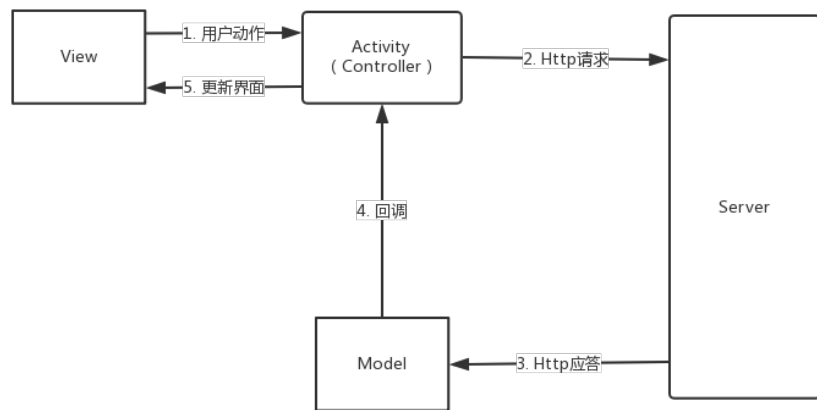 View
1. 用户动作
Activity
( Controller )
2. Http请求
5. 更新界面
4. 回调
Server
Model
3. Http应答